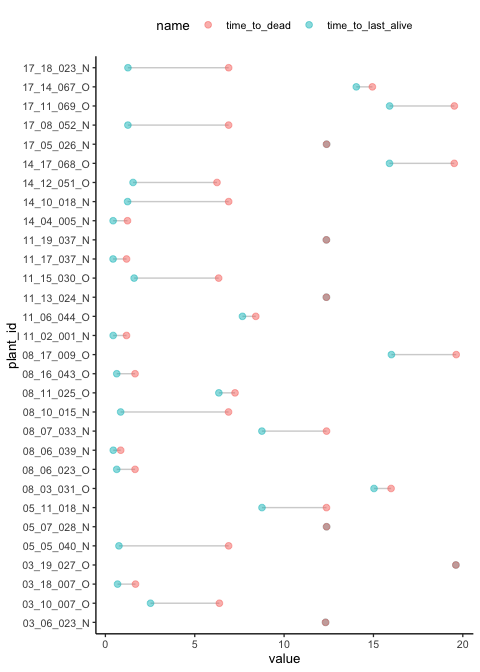 name time_to_dead time_to_last_alive
17_18_023_N
17_14_067_O
17_11_069_O
17_08_052_N
17_05_026_N
14_17_068_O
14_12_051_O
14_10_018_N
14_04_005_N
11_19_037_N
11_17_037_N
11_15_030_O
11_13_024_N
11_06_044_O
11_02_001_N
08_17_009_O
08_16_043_O
08_11_025_O
08_10_015_N
08_07_033_N
08_06_039_N
08_06_023_O
08_03_031_O
05_11_018_N
05_07_028_N
05_05_040_N
03_19_027_O
03_18_007_O
03_10_007_O
03_06_023_N
plant_id
0 5 10 15 20
value